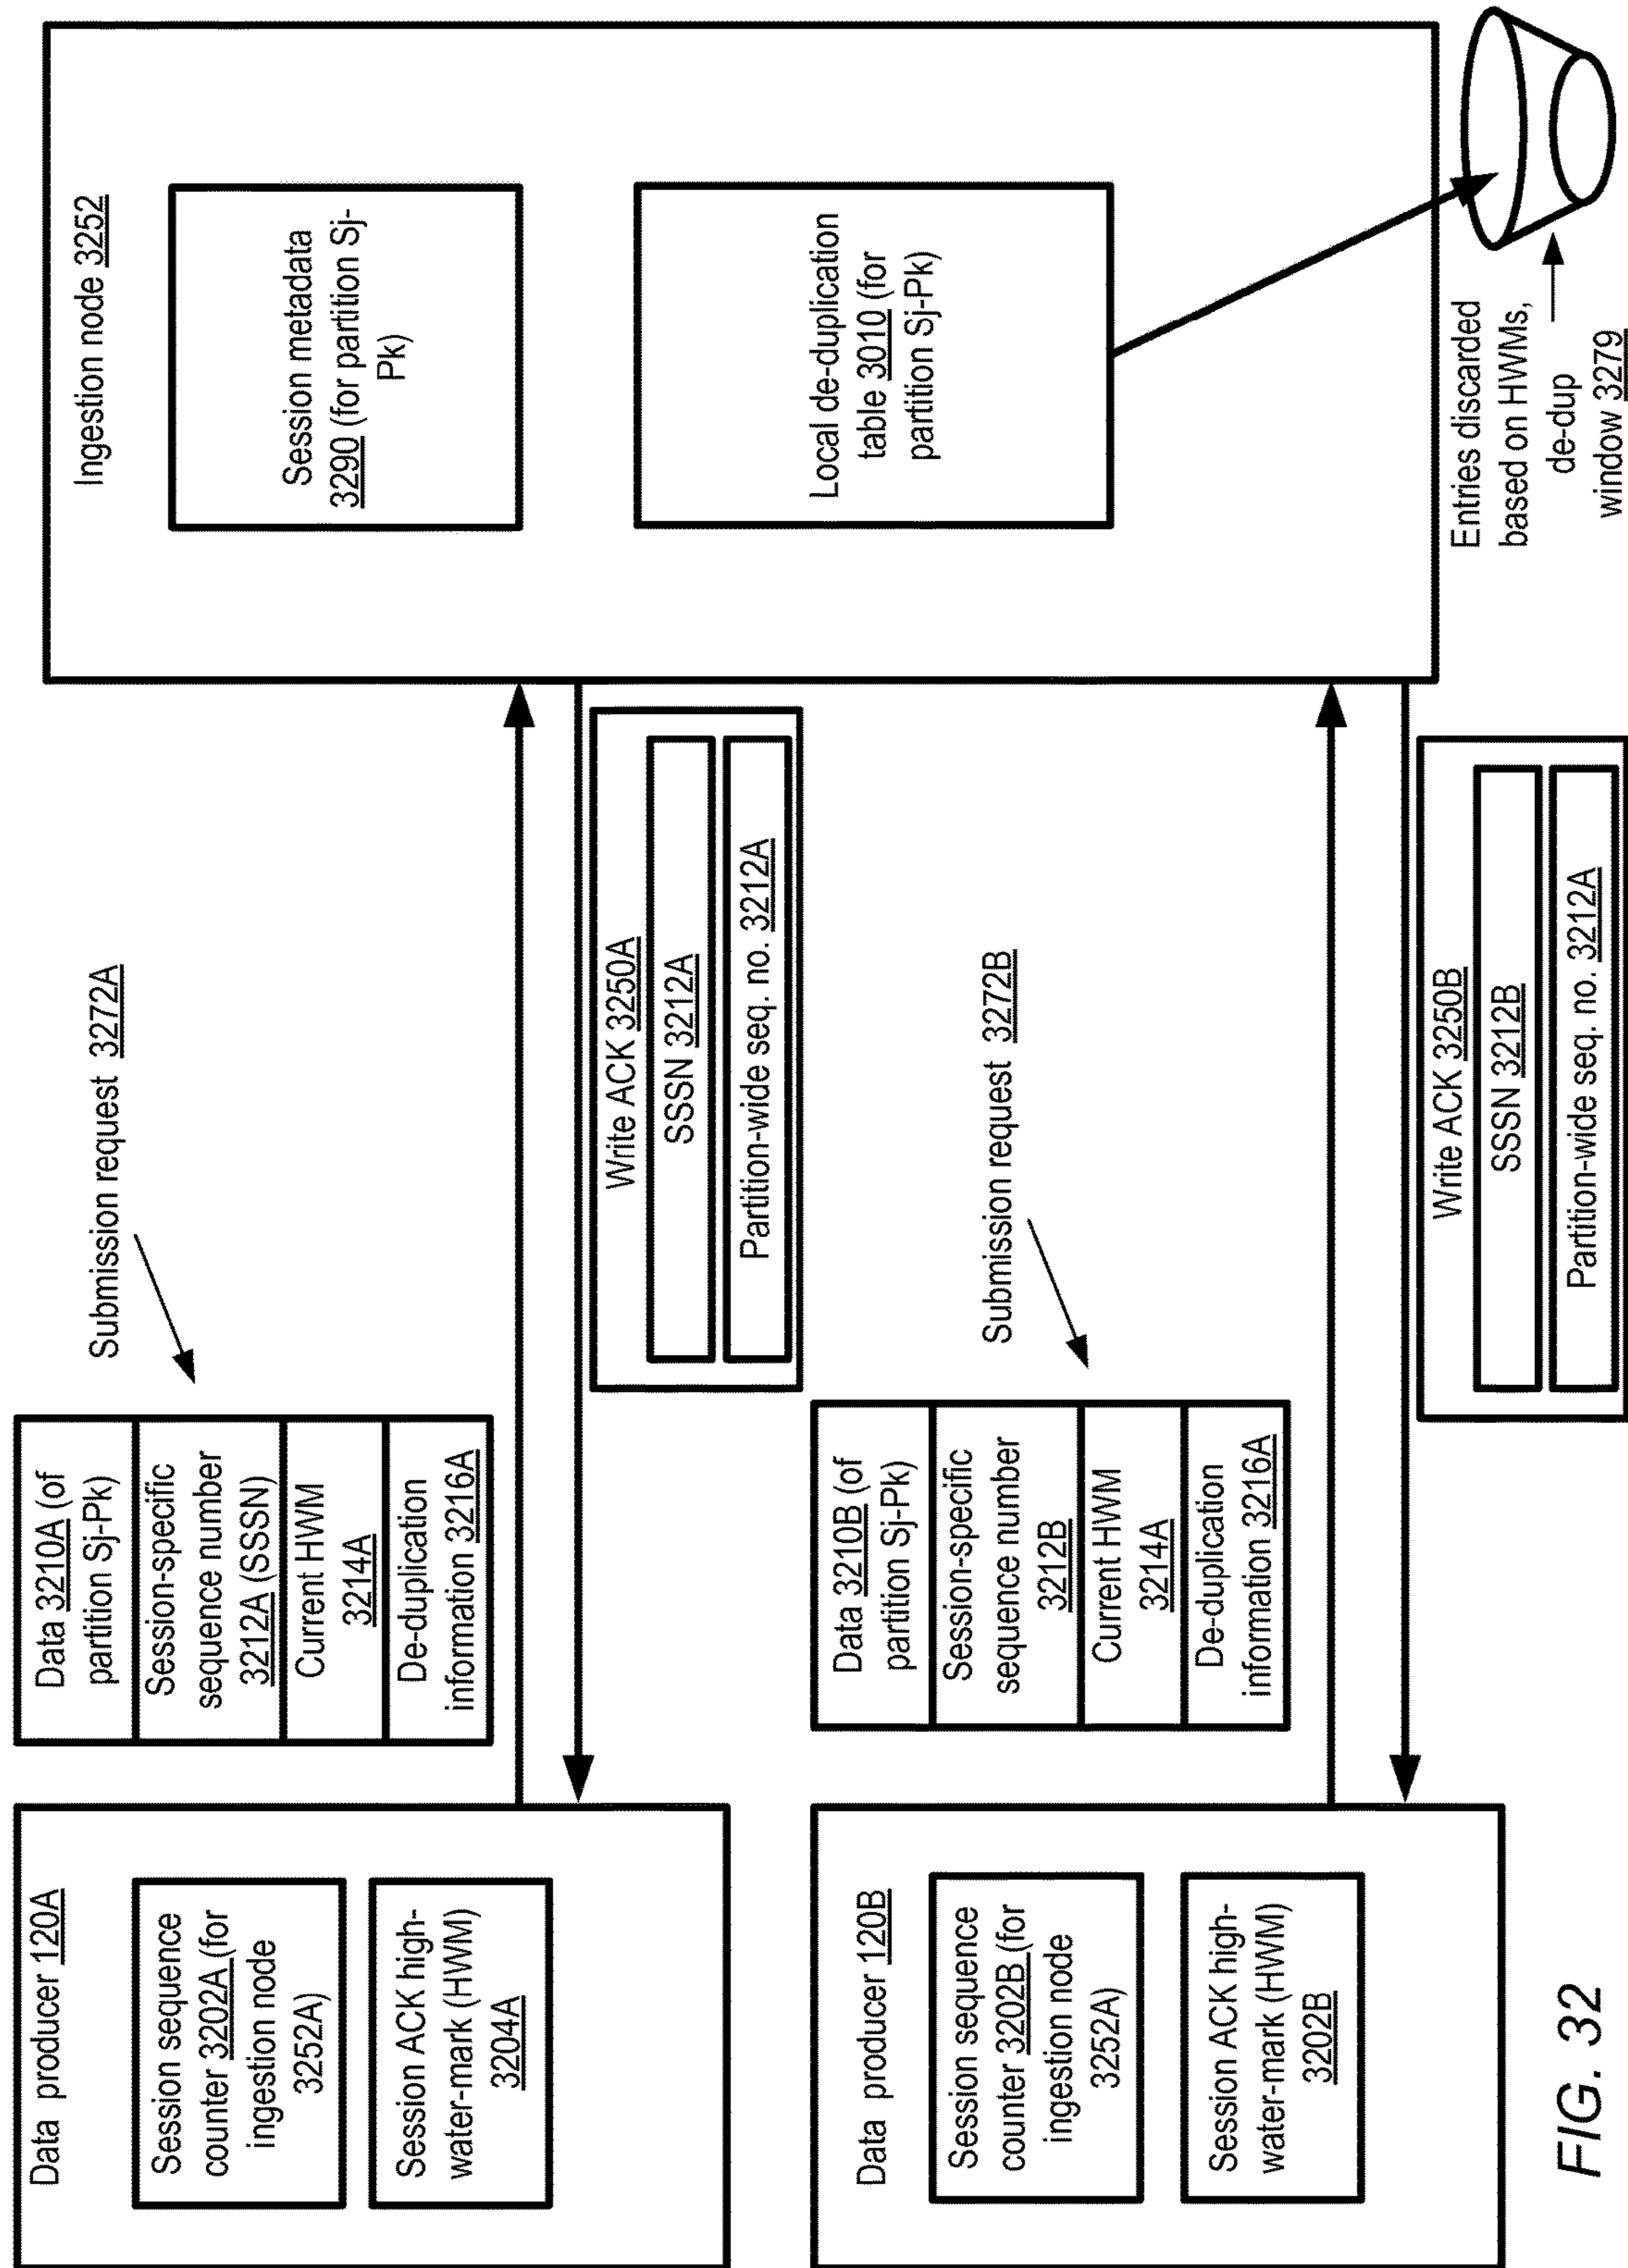 Data producer 120A
Session sequence
counter 3202A (for
ingestion node
3252A)
Session ACK high-
water-mark (HWM)
3204A
Data 3210A (of
partition Sj-Pk)
Session-specific
sequence number
3212A (SSSN)
Current HWM
3214A
De-duplication
information 3216A
Submission request 3272A
Write ACK 3250A
SSSN 3212A
Partition-wide seq. no. 3212A
Ingestion node 3252
Session metadata
3290 (for partition Sj-
Pk)
Local de-duplication
table 3010 (for
partition Sj-Pk)
Data producer 120B
Session sequence
counter 3202B (for
ingestion node
3252A)
Session ACK high-
water-mark (HWM)
3202B
Data 3210B (of
partition Sj-Pk)
Session-specific
sequence number
3212B
Current HWM
3214A
De-duplication
information 3216A
Submission request 3272B
Write ACK 3250B
SSSN 3212B
Partition-wide seq. no. 3212A
Entries discarded
based on HWMs,
de-dup
window 3279
FIG. 32